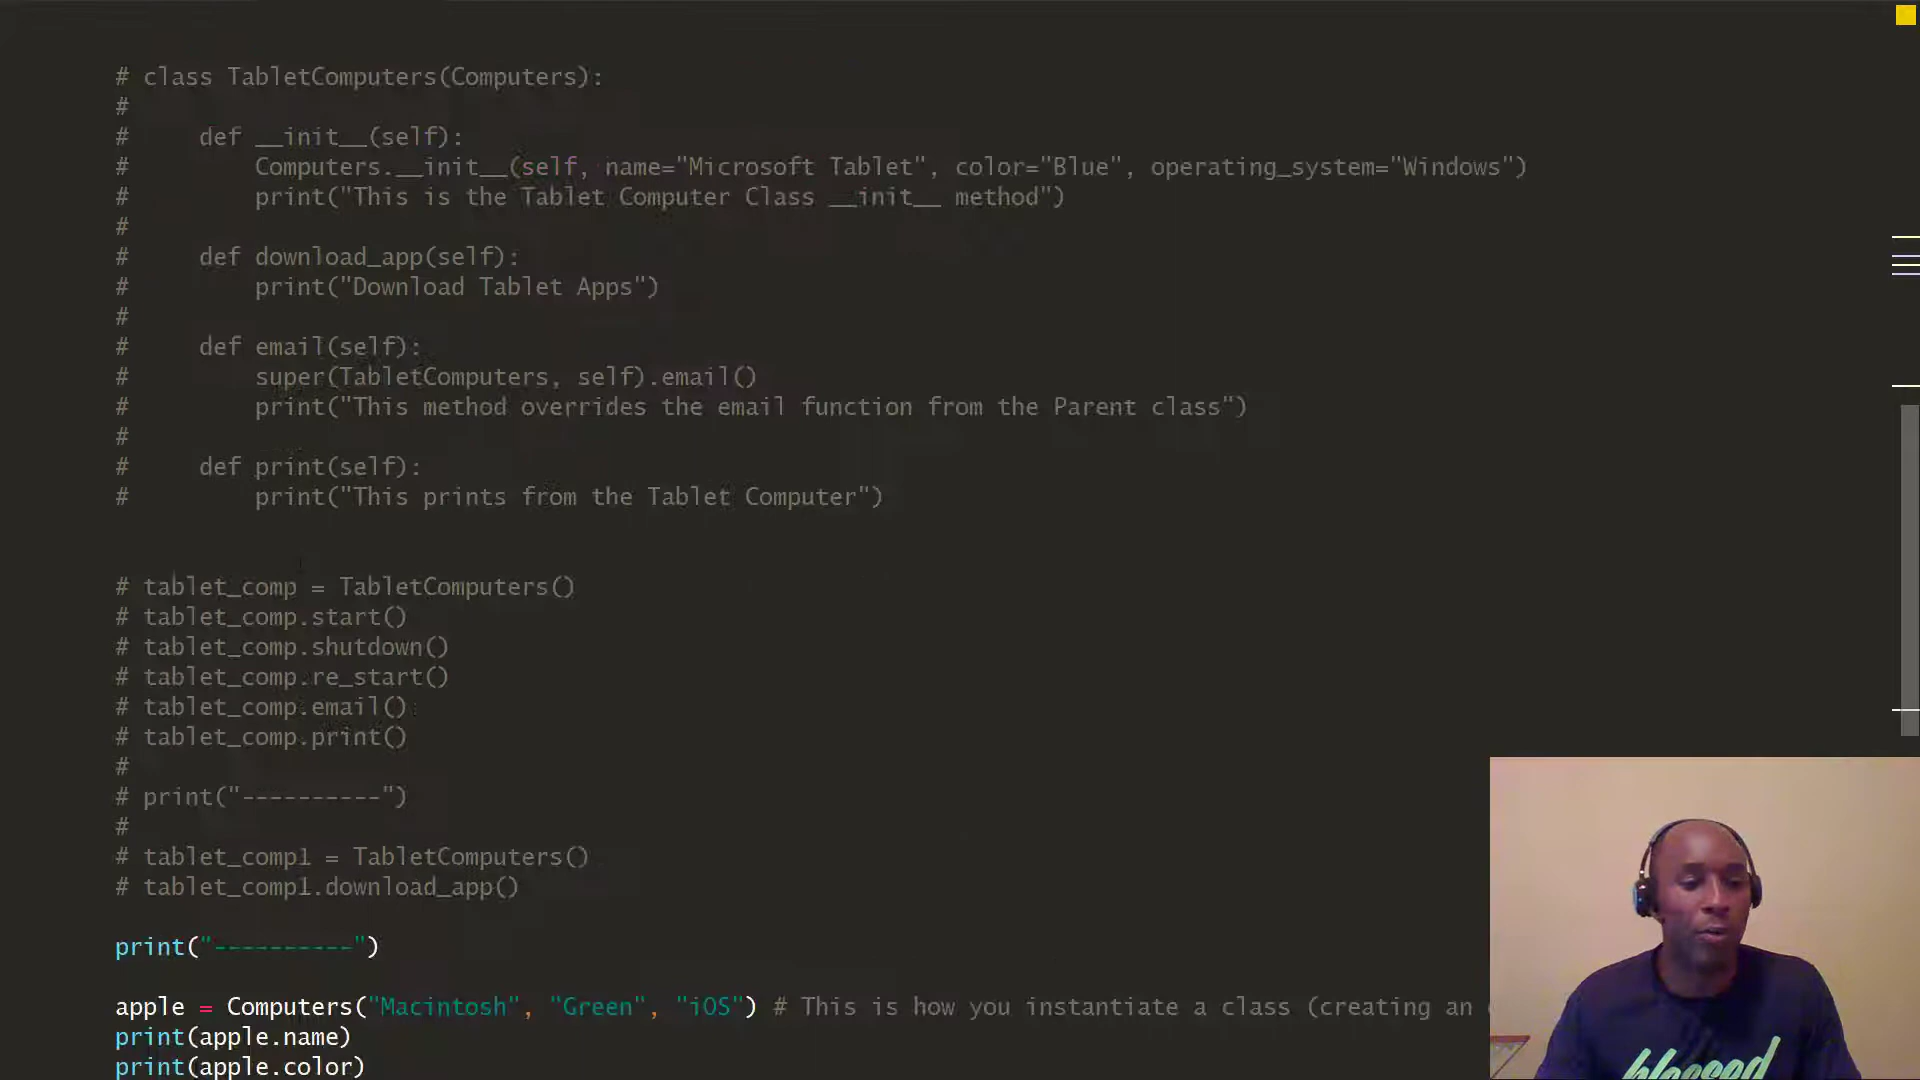 # class TabletComputers(Computers):
#
#     def __init__(self):
#         Computers.__init__(self, name="Microsoft Tablet", color="Blue", operating_system="Windows")
#         print("This is the Tablet Computer Class __init__ method")
#
#     def download_app(self):
#         print("Download Tablet Apps")
#
#     def email(self):
#         super(TabletComputers, self).email()
#         print("This method overrides the email function from the Parent class")
#
#     def print(self):
#         print("This prints from the Tablet Computer")
# tablet_comp = TabletComputers()
# tablet_comp.start()
# tablet_comp.shutdown()
# tablet_comp.re_start()
# tablet_comp.email()
# tablet_comp.print()
#
# print("----------")
#
# tablet_comp1 = TabletComputers()
# tablet_comp1.download_app()
print("----------")
apple = Computers("Macintosh", "Green", "iOS") # This is how you instantiate a class (creating an
print(apple.name)
print(apple.color)
blessed